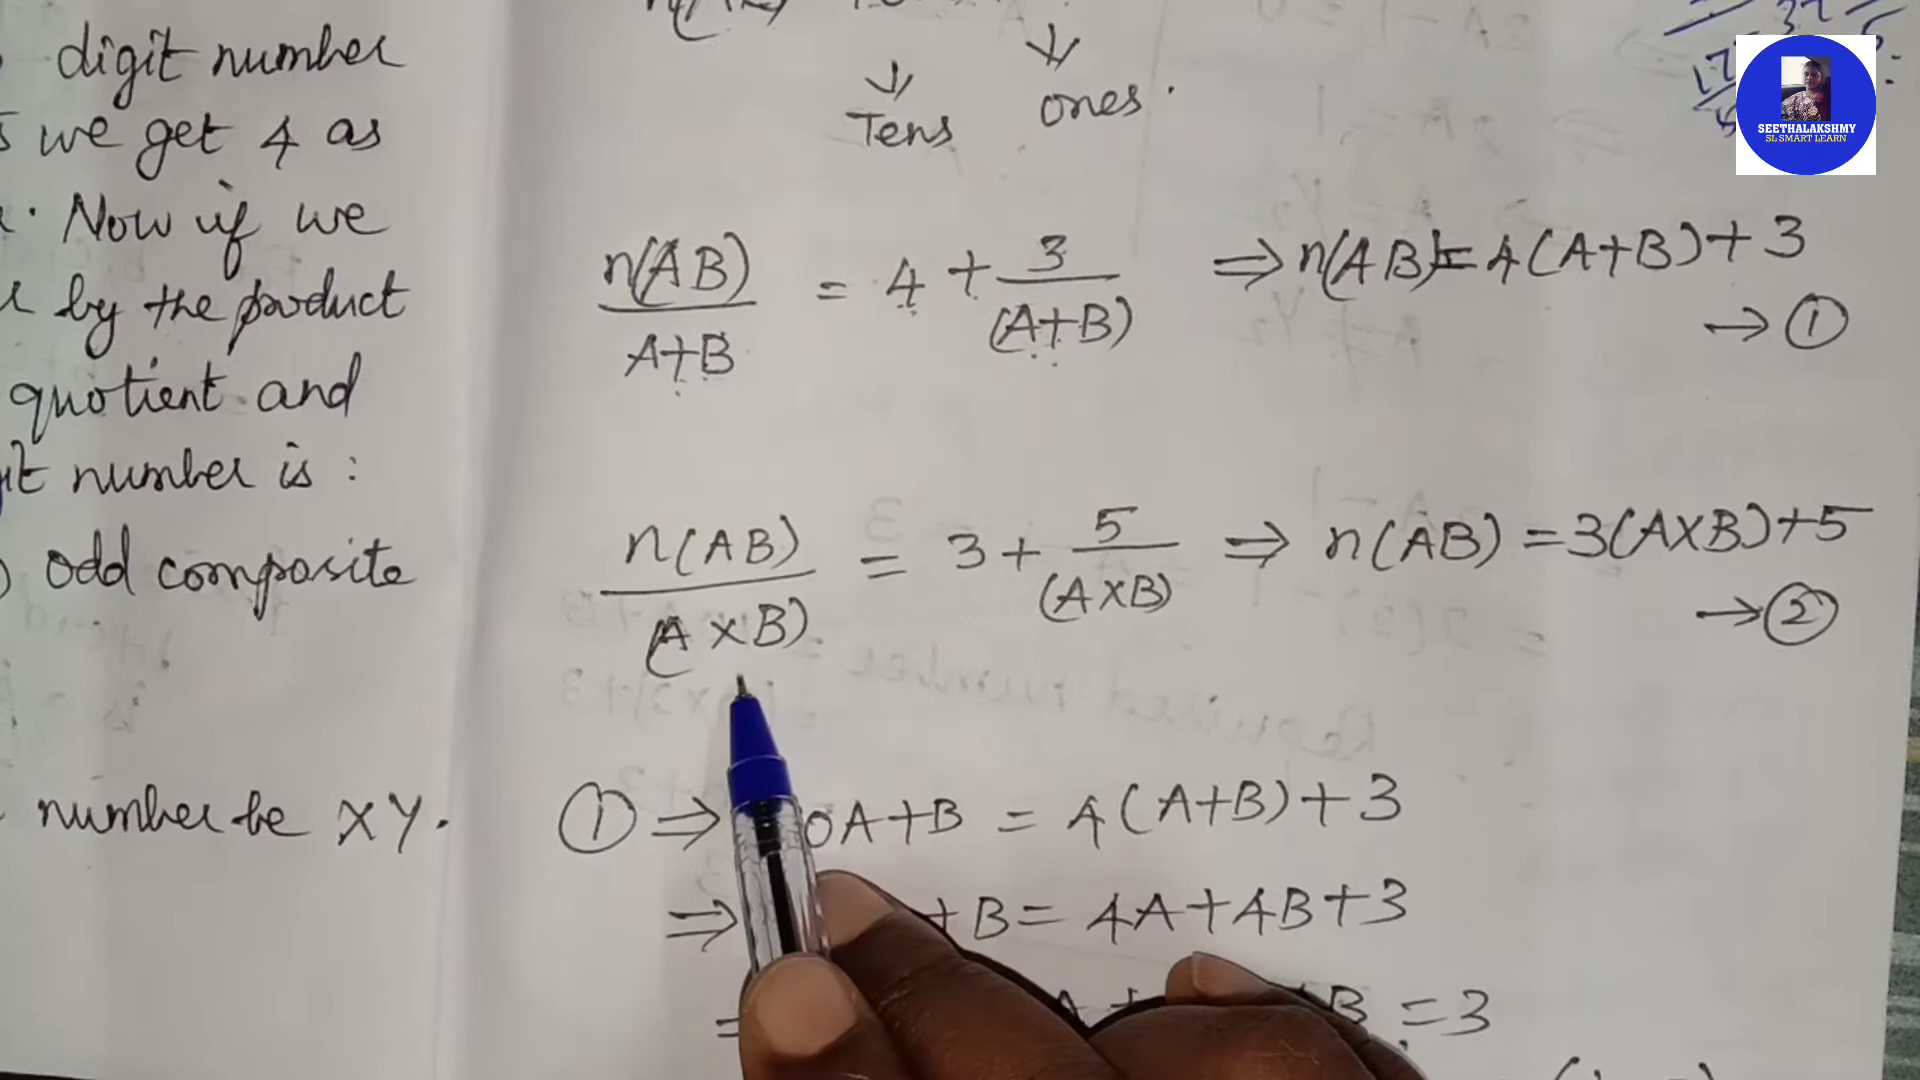 digit number
we get 4 as
Now if we
by the product
quotient and
number is :
odd composite
number be XY.
Tens
ones.
n(AB)/A+B = 4 + 3/(A+B) ⇒ n(AB) = 4(A+B)+3
→ ①
n(AB)/(A×B) = 3 + 5/(A×B) ⇒ n(AB) = 3(A×B)+5
→ ②
① ⇒ 0A+B = 4(A+B)+3
⇒ +B = 4A+4B+3
B = 3
SEETHALAKSHMY
SL SMART LEARN